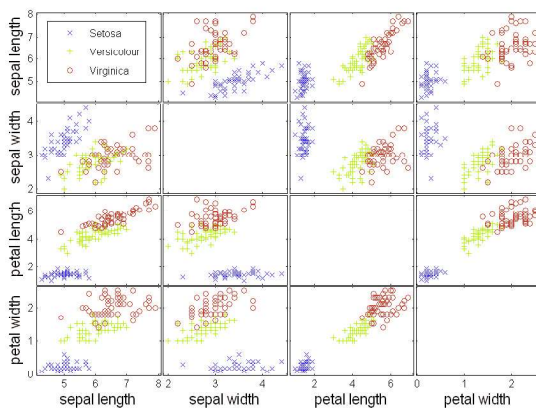 Setosa
Versicolour
Virginica
sepal length
8
7
6
5
sepal width
4
3
2
petal length
6
4
2
petal width
2
1
0
5 6 7 8
2 3 4
2 4 6
0 1 2
sepal length sepal width petal length petal width